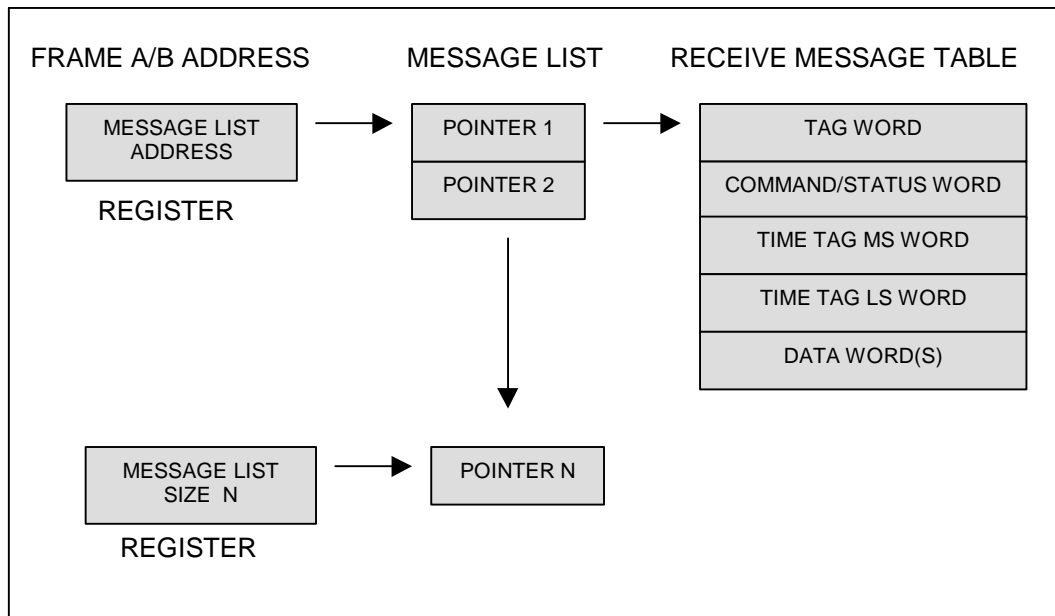 FRAME A/B ADDRESS
MESSAGE LIST
RECEIVE MESSAGE TABLE
MESSAGE LIST
ADDRESS
REGISTER
POINTER 1
POINTER 2
TAG WORD
COMMAND/STATUS WORD
TIME TAG MS WORD
TIME TAG LS WORD
DATA WORD(S)
MESSAGE LIST
SIZE N
REGISTER
POINTER N